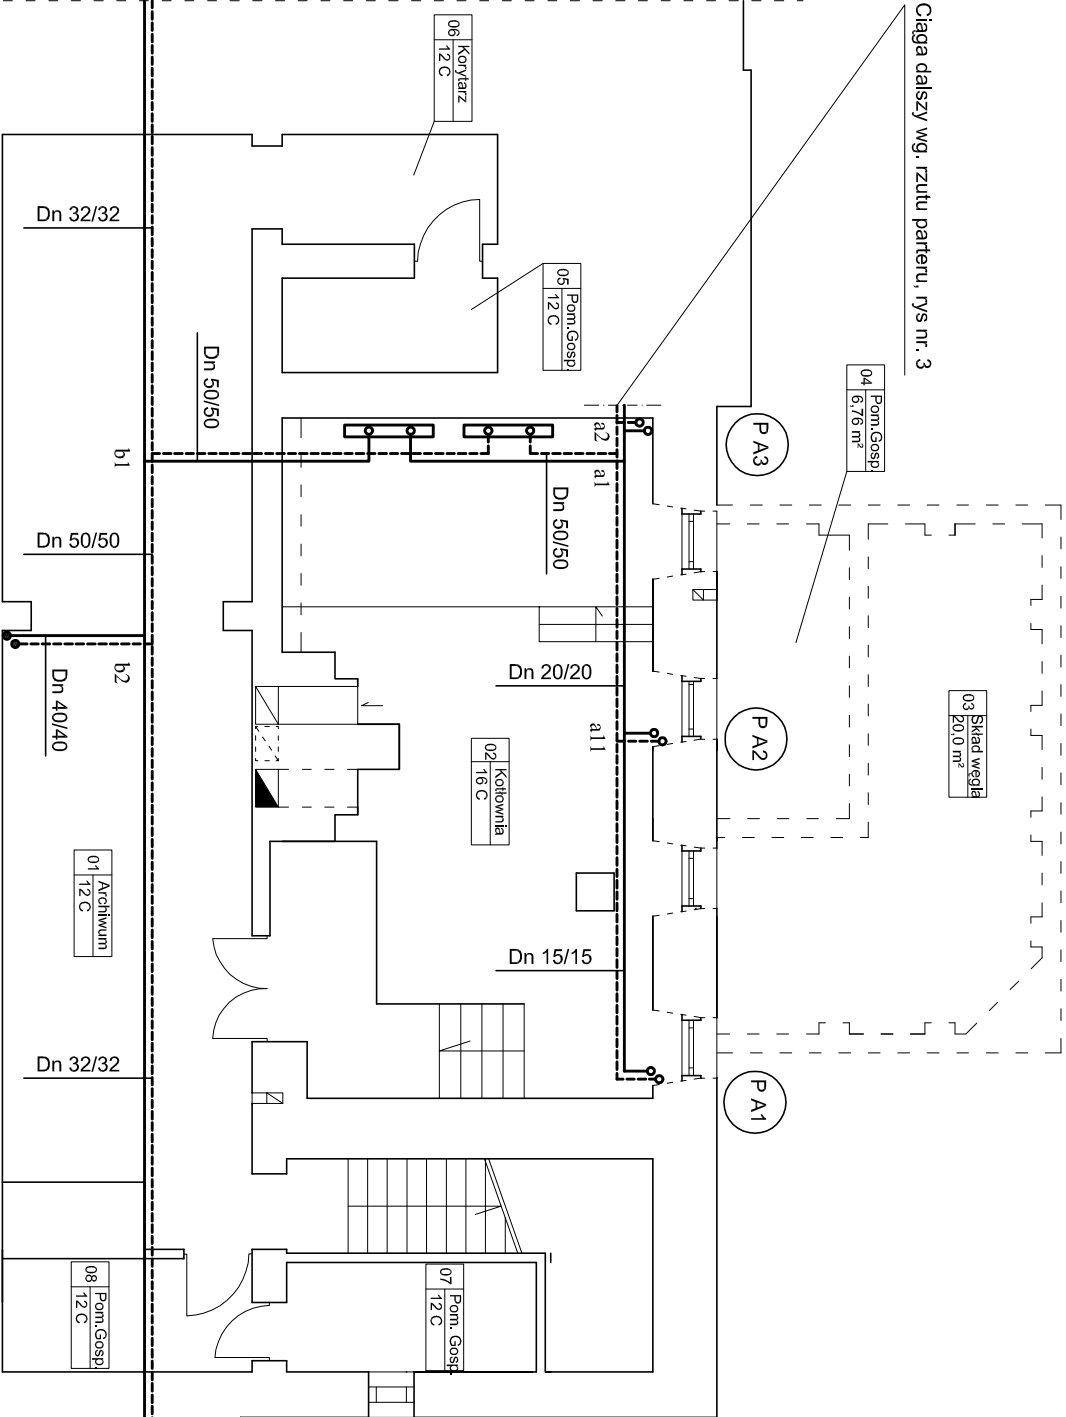 Ciąga dalszy wg. rzutu parteru, rys nr. 3
06 Korytarz
12 C
05 Pom.Gosp.
12 C
04 Pom.Gosp.
6,76 m²
03 Skład węgla
20,0 m²
P A3
P A2
P A1
Dn 32/32
Dn 50/50
b1
a2
a1
Dn 50/50
Dn 50/50
b2
Dn 40/40
Dn 20/20
a11
02 Kotłownia
16 C
01 Archiwum
12 C
Dn 15/15
Dn 32/32
08 Pom.Gosp.
12 C
07 Pom. Gosp.
12 C